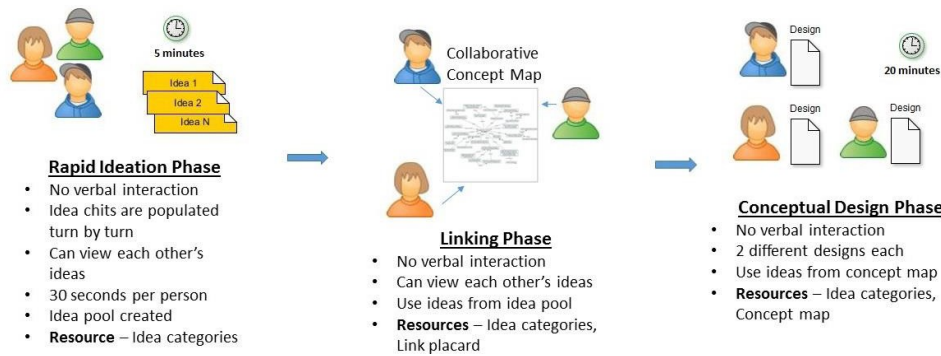 5 minutes
Idea 1
Idea 2
Idea N
Rapid Ideation Phase
• No verbal interaction
• Idea chits are populated
turn by turn
• Can view each other's
ideas
• 30 seconds per person
• Idea pool created
• Resource – Idea categories
Collaborative
Concept Map
Linking Phase
• No verbal interaction
• Can view each other's ideas
• Use ideas from idea pool
• Resources – Idea categories,
Link placard
Design
20 minutes
Design
Design
Conceptual Design Phase
• No verbal interaction
• 2 different designs each
• Use ideas from concept map
• Resources – Idea categories,
Concept map